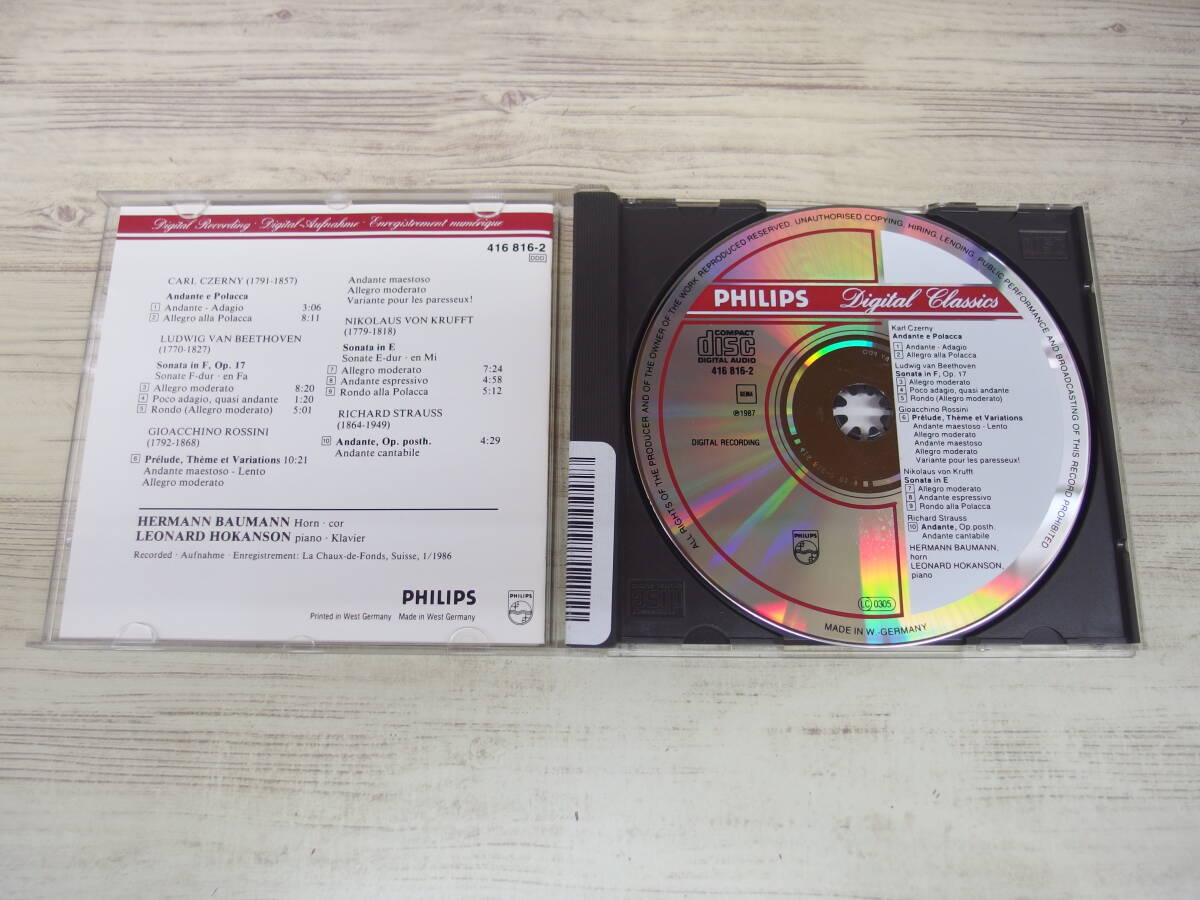 Digital Recording · Digital-Aufnahme · Enregistrement numérique
416 816-2
DDD
CARL CZERNY (1791-1857)
Andante e Polacca
1 Andante - Adagio 3:06
2 Allegro alla Polacca 8:11
LUDWIG VAN BEETHOVEN
(1770-1827)
Sonata in F, Op. 17
Sonate F-dur · en Fa
3 Allegro moderato 8:20
4 Poco adagio, quasi andante 1:20
5 Rondo (Allegro moderato) 5:01
GIOACCHINO ROSSINI
(1792-1868)
6 Prélude, Thème et Variations 10:21
Andante maestoso - Lento
Allegro moderato
Andante maestoso
Allegro moderato
Variante pour les paresseux!
NIKOLAUS VON KRUFFT
(1779-1818)
Sonata in E
Sonate E-dur · en Mi
7 Allegro moderato 7:24
8 Andante espressivo 4:58
9 Rondo alla Polacca 5:12
RICHARD STRAUSS
(1864-1949)
10 Andante, Op. posth. 4:29
Andante cantabile
HERMANN BAUMANN Horn · cor
LEONARD HOKANSON piano · Klavier
Recorded · Aufnahme · Enregistrement: La Chaux-de-Fonds, Suisse, 1/1986
PHILIPS
PHILIPS
Printed in West Germany Made in West Germany
ALL RIGHTS OF THE PRODUCER AND OF THE OWNER OF THE WORK REPRODUCED RESERVED. UNAUTHORISED COPYING, HIRING, LENDING, PUBLIC PERFORMANCE AND BROADCASTING OF THIS RECORD PROHIBITED
PHILIPS Digital Classics
COMPACT
disc
DIGITAL AUDIO
416 816-2
BIEM
℗1987
DIGITAL RECORDING
PHILIPS
Karl Czerny
Andante e Polacca
1 Andante - Adagio
2 Allegro alla Polacca
Ludwig van Beethoven
Sonata in F, Op. 17
3 Allegro moderato
4 Poco adagio, quasi andante
5 Rondo (Allegro moderato)
Gioacchino Rossini
6 Prélude, Thème et Variations
Andante maestoso - Lento
Allegro moderato
Andante maestoso
Allegro moderato
Variante pour les paresseux!
Nikolaus von Krufft
Sonata in E
7 Allegro moderato
8 Andante espressivo
9 Rondo alla Polacca
Richard Strauss
10 Andante, Op.posth.
Andante cantabile
HERMANN BAUMANN,
horn
LEONARD HOKANSON,
piano
LC 0305
MADE IN W.-GERMANY